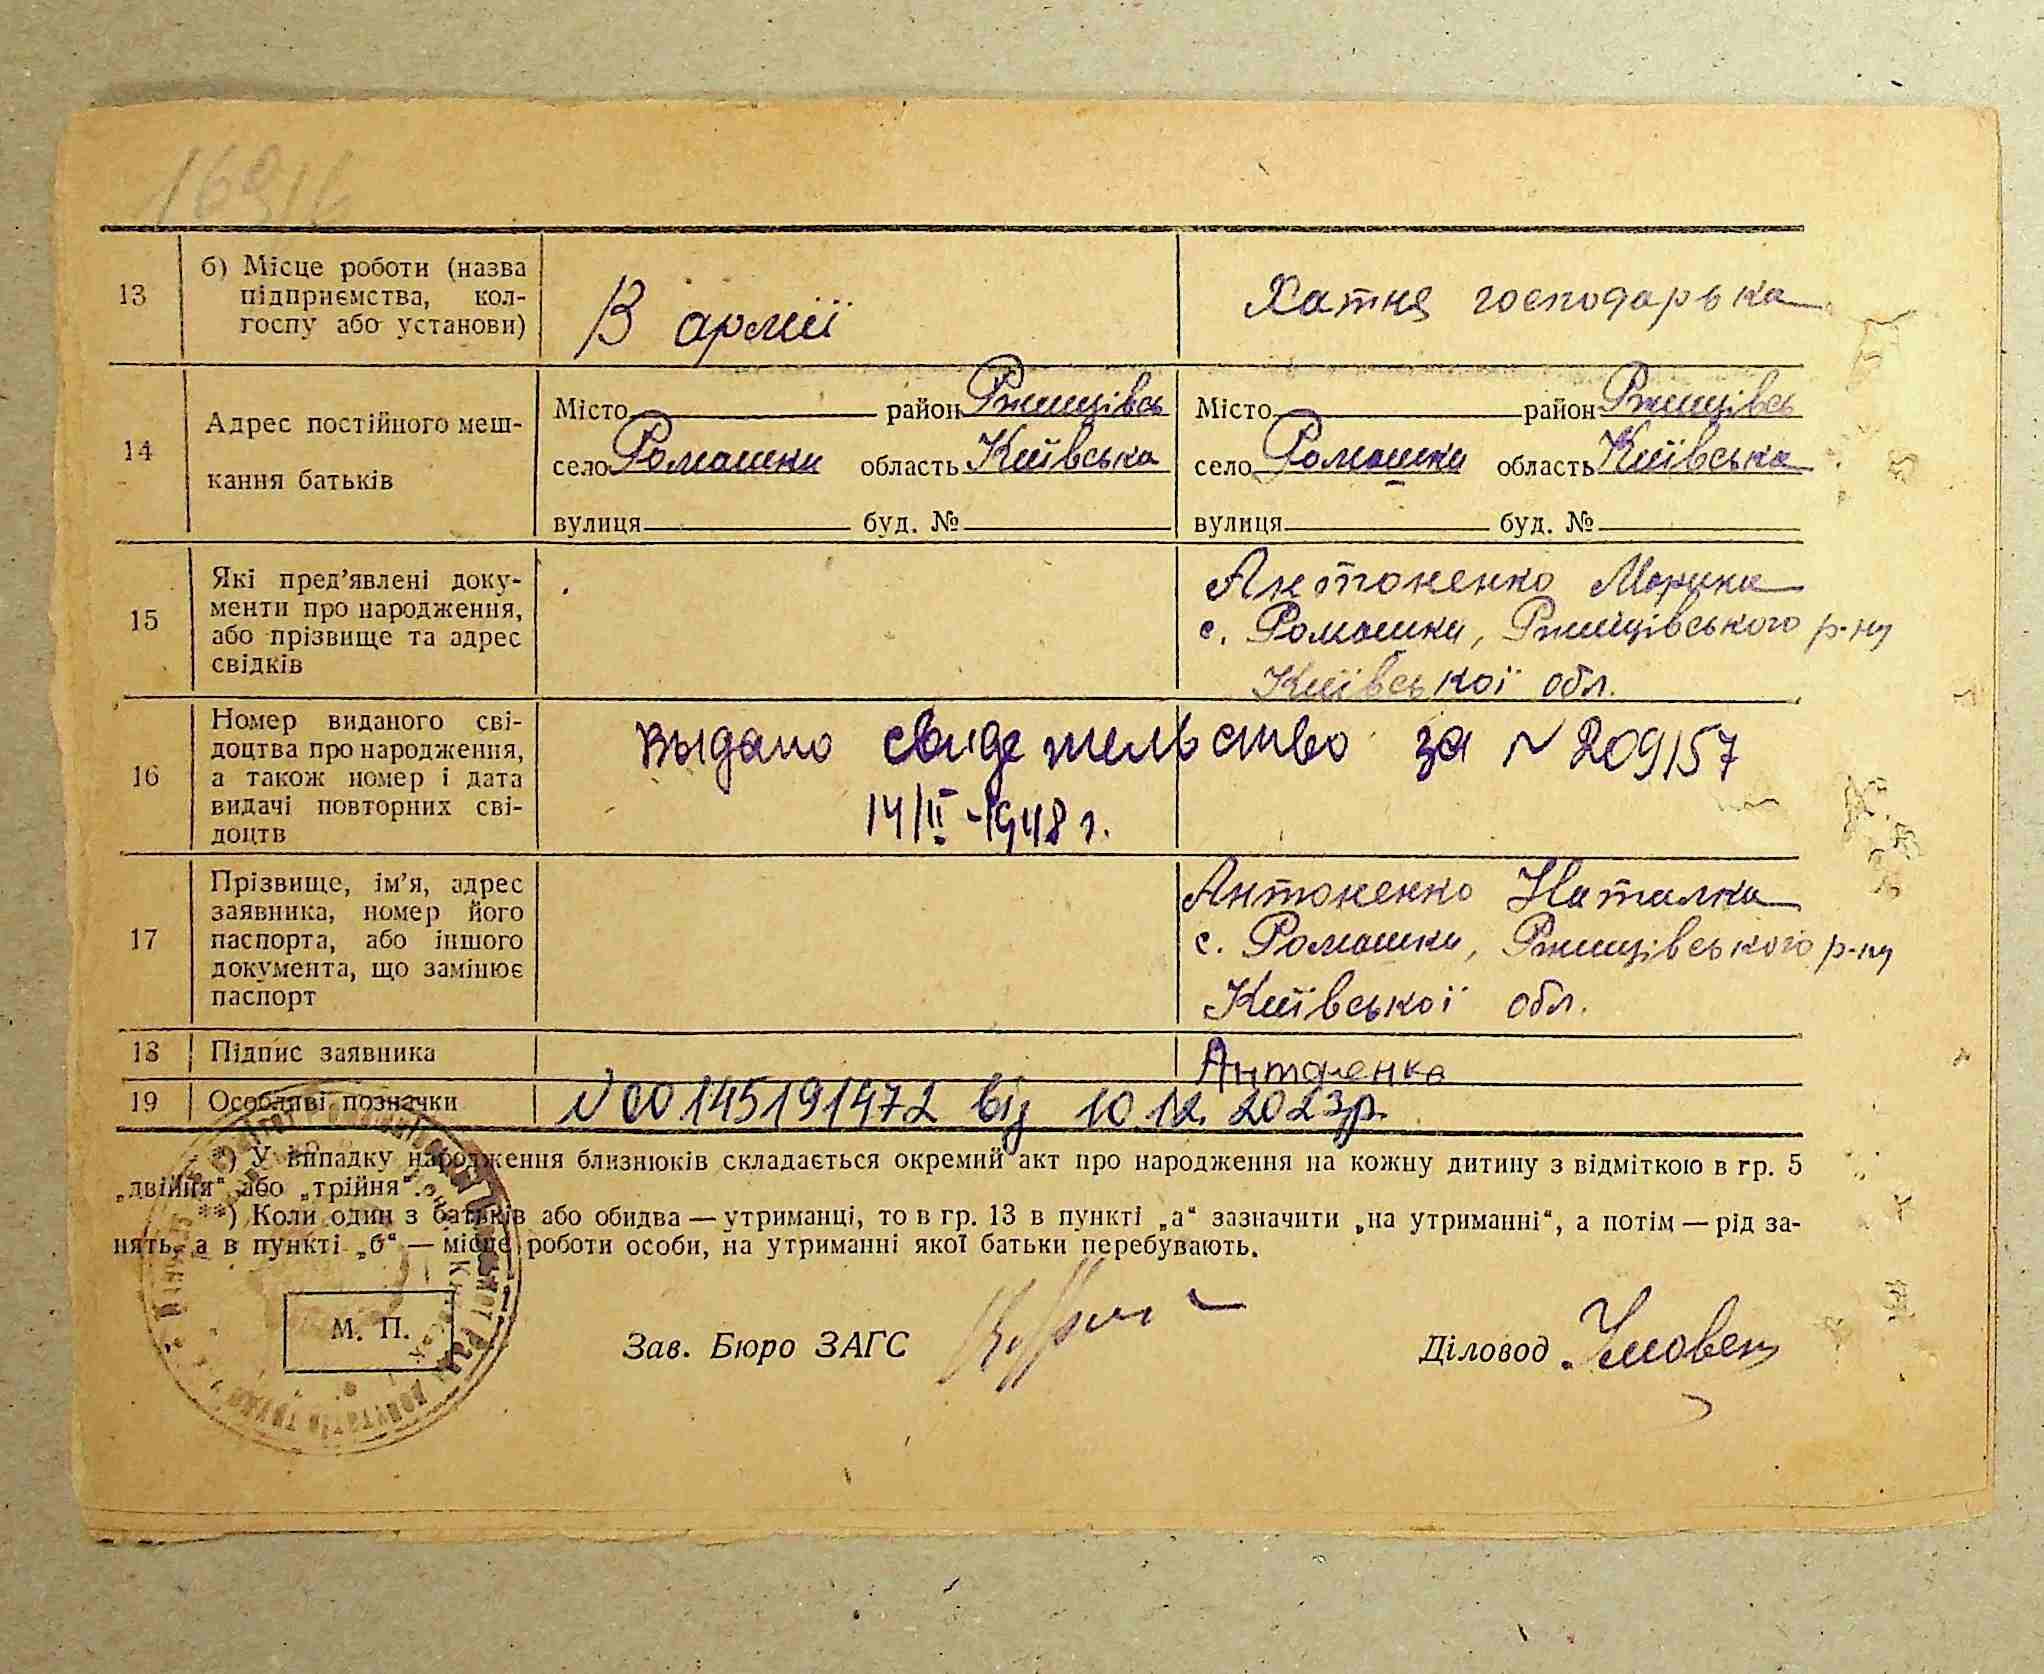 13
б) Місце роботи (назва
підприємства, кол-
госпу або установи)
В армії
Хатня господарька
14
Адрес постійного меш-
кання батьків
Місто район Ржищівсь
село Ромашки область Київська
вулиця буд. №
Місто район Ржищівсь
село Ромашки область Київська
вулиця буд. №
15
Які пред’явлені доку-
менти про народження,
або прізвище та адрес
свідків
Антоненко Марина
с. Ромашки, Ржищівського р-ну
Київської обл.
16
Номер виданого сві-
доцтва про народження,
а також номер і дата
видачі повторних сві-
доцтв
Выдано свидетельство за N 209157
14/II-1948 г.
17
Прізвище, ім’я, адрес
заявника, номер його
паспорта, або іншого
документа, що замінює
паспорт
Антоненко Наталка
с. Ромашки, Ржищівського р-ну
Київської обл.
18
Підпис заявника
Антоненко
19
Особливі позначки
N 00145191472 від 10.12.2023р.
*) У випадку народження близнюків складається окремий акт про народження на кожну дитину з відміткою в гр. 5
„двійня“ або „трійня“.
**) Коли один з батьків або обидва — утриманці, то в гр. 13 в пункті „а“ зазначити „на утриманні“, а потім — рід за-
нять, а в пункті „б“ — місце роботи особи, на утриманні якої батьки перебувають.
М. П.
Зав. Бюро ЗАГС
Діловод